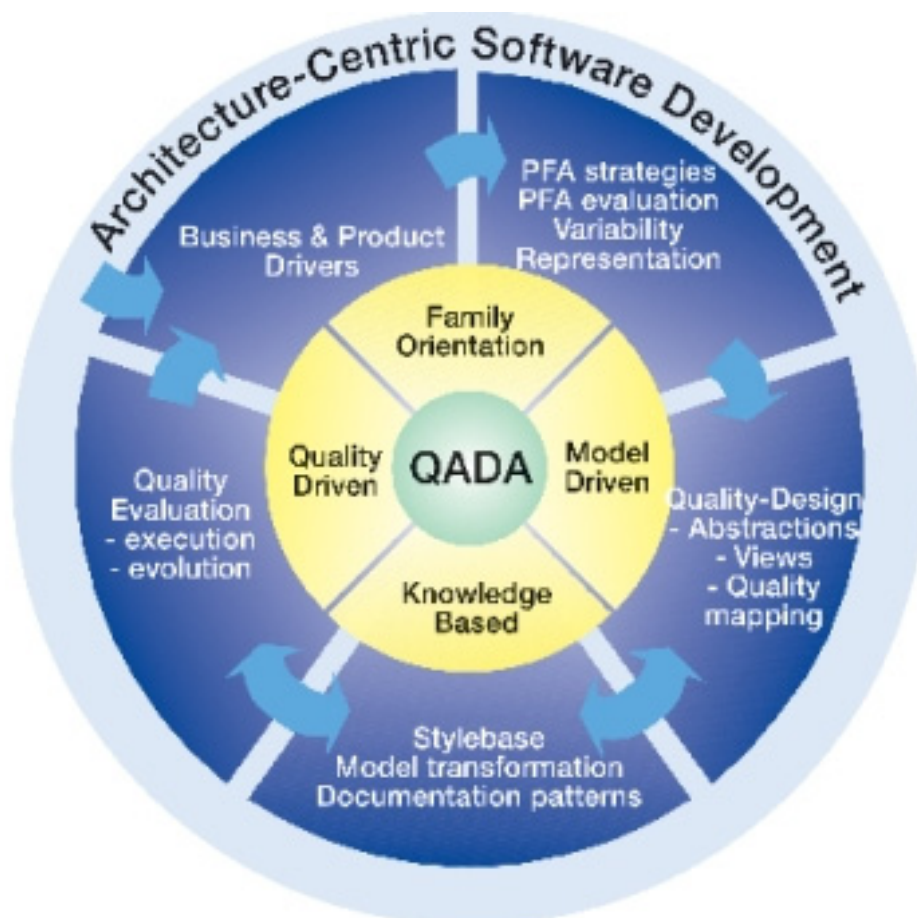 Architecture-Centric Software Development
Business & Product
Drivers
PFA strategies
PFA evaluation
Variability
Representation
Family
Orientation
Quality
Driven
QADA
Model
Driven
Knowledge
Based
Quality
Evaluation
- execution
- evolution
Quality-Design
- Abstractions
- Views
- Quality
mapping
Stylebase
Model transformation
Documentation patterns